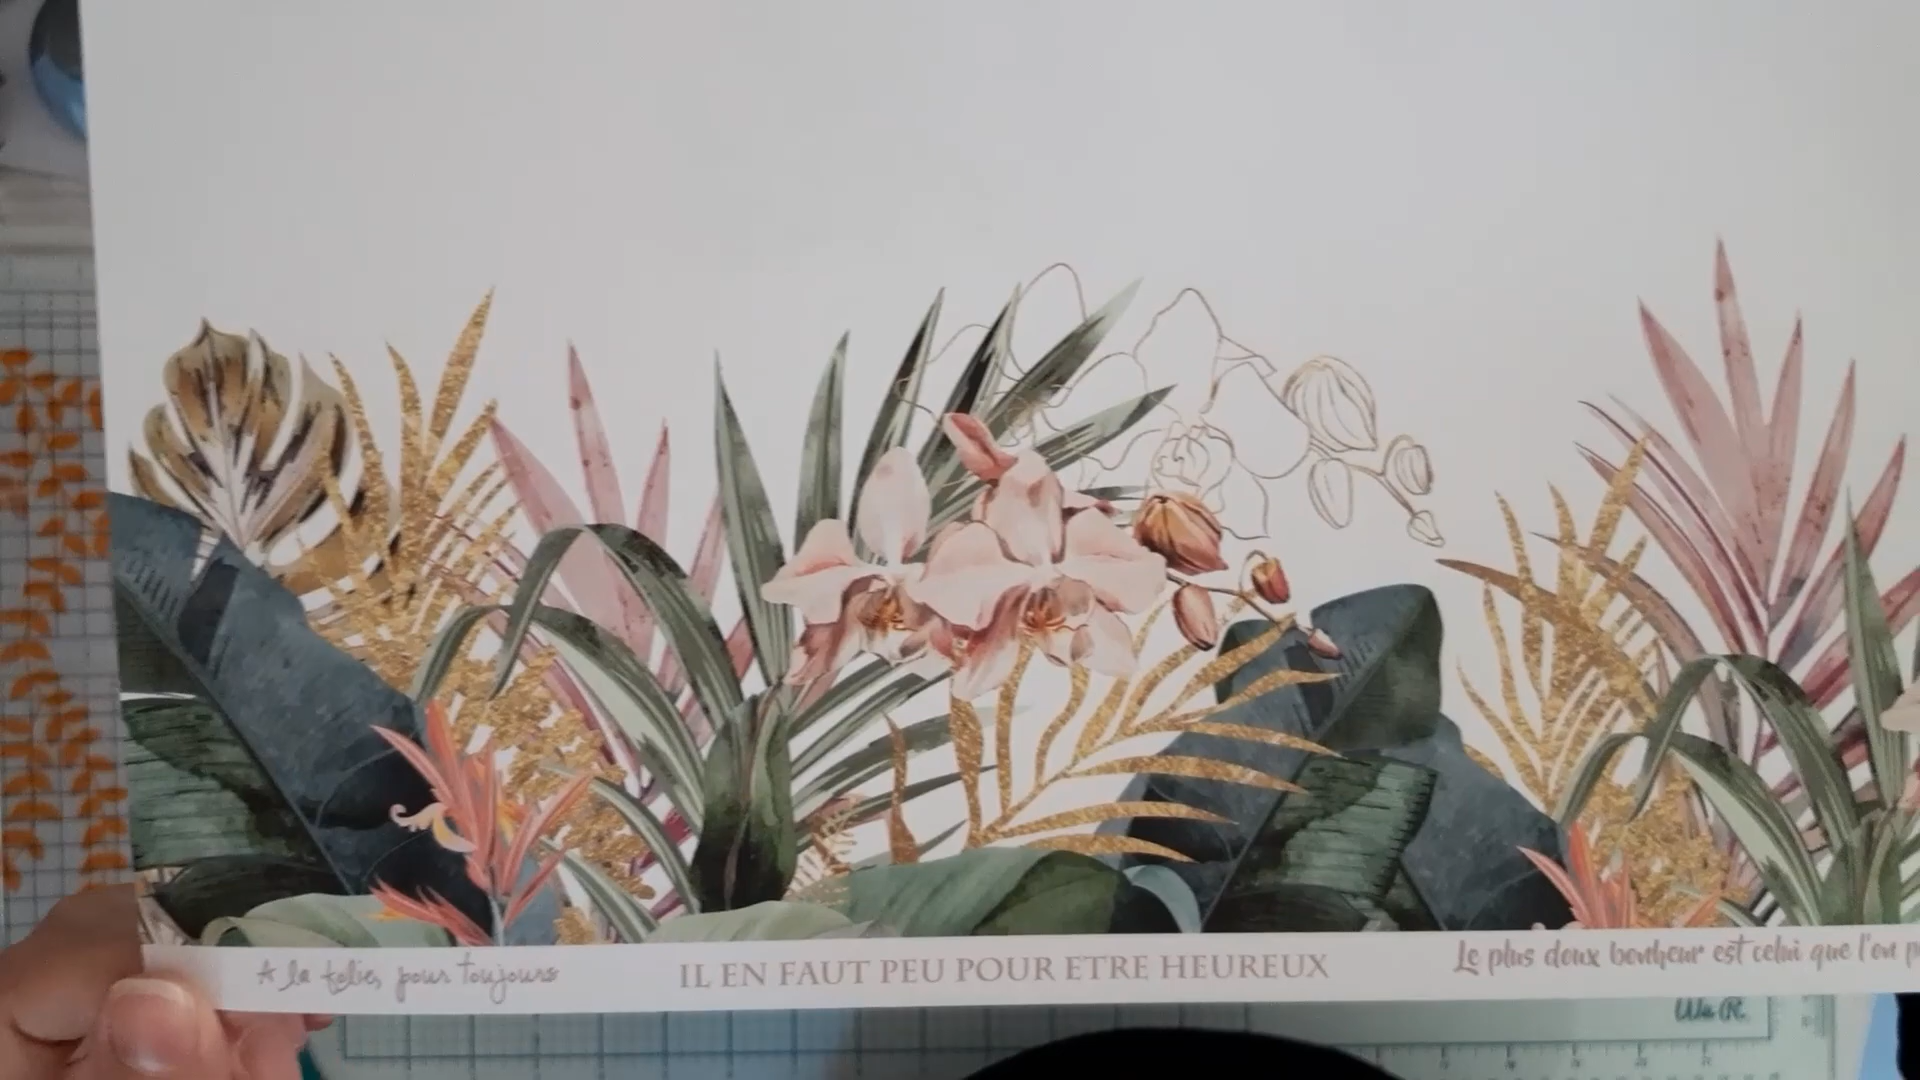 A la folie, pour toujours
IL EN FAUT PEU POUR ETRE HEUREUX
Le plus doux bonheur est celui que l'on